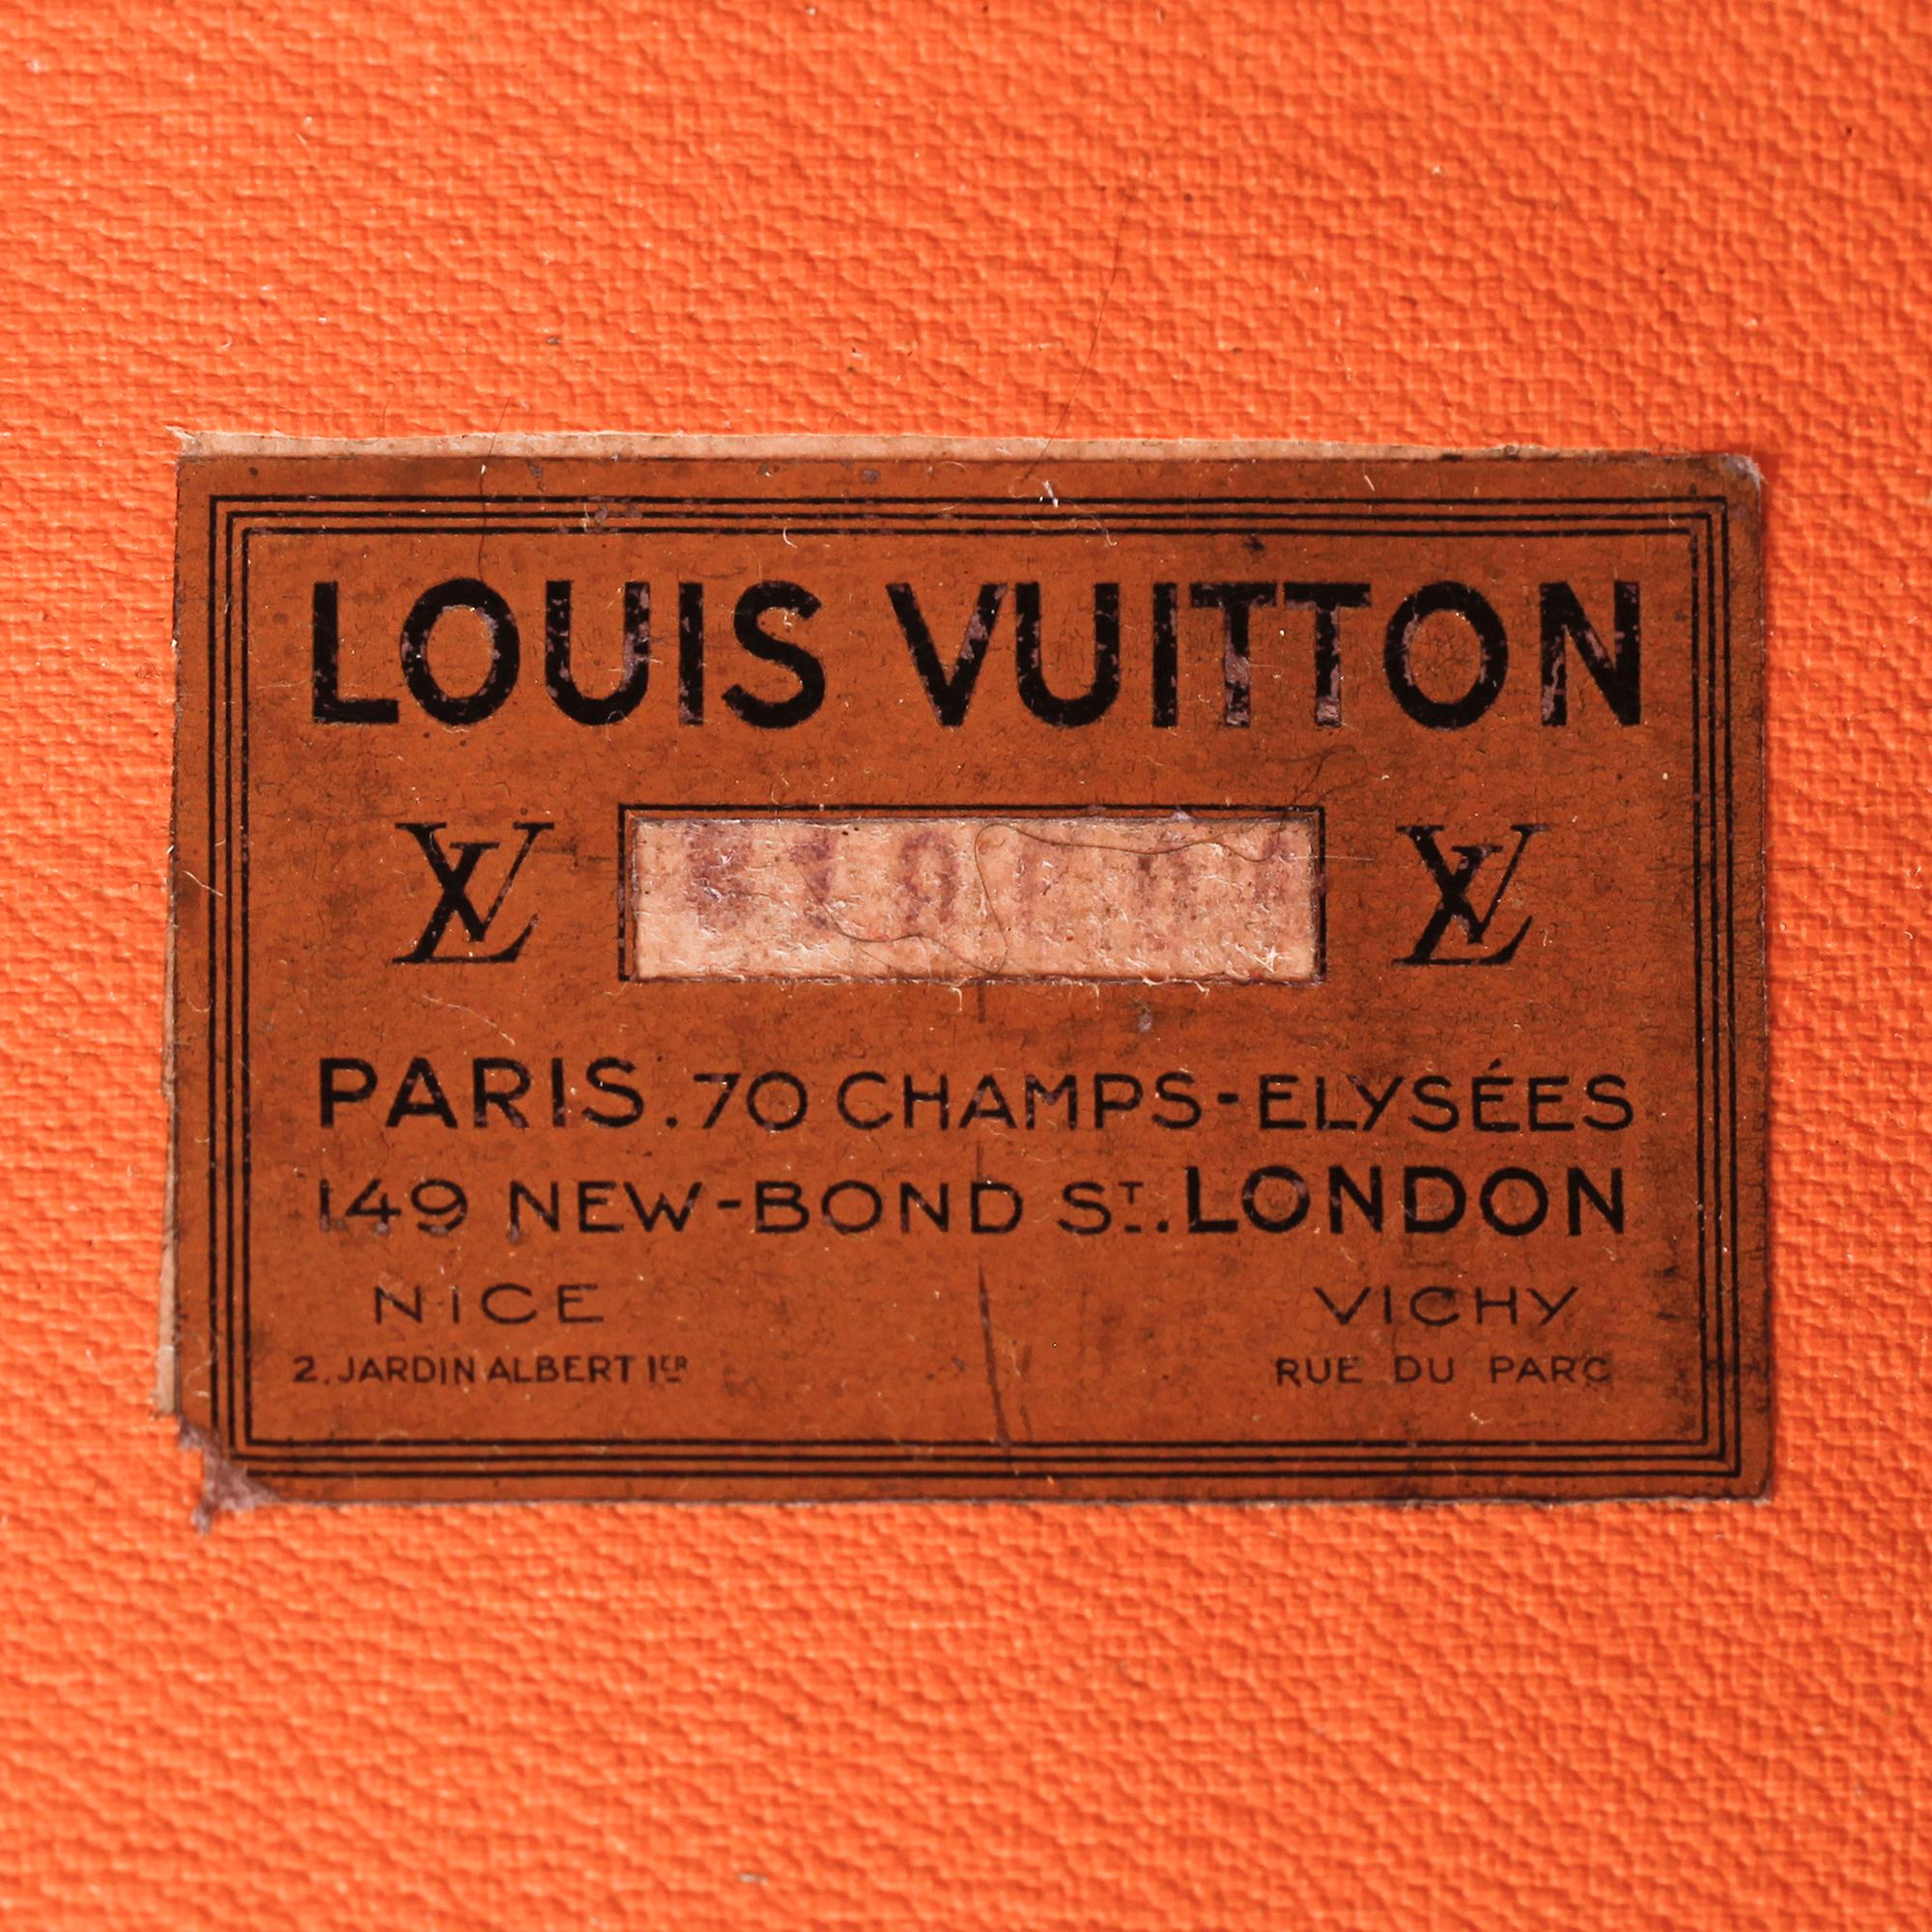 LOUIS VUITTON
LV LV
PARIS. 70 CHAMPS-ELYSÉES
149 NEW-BOND ST. LONDON
NICE VICHY
2. JARDIN ALBERT 1ER RUE DU PARC